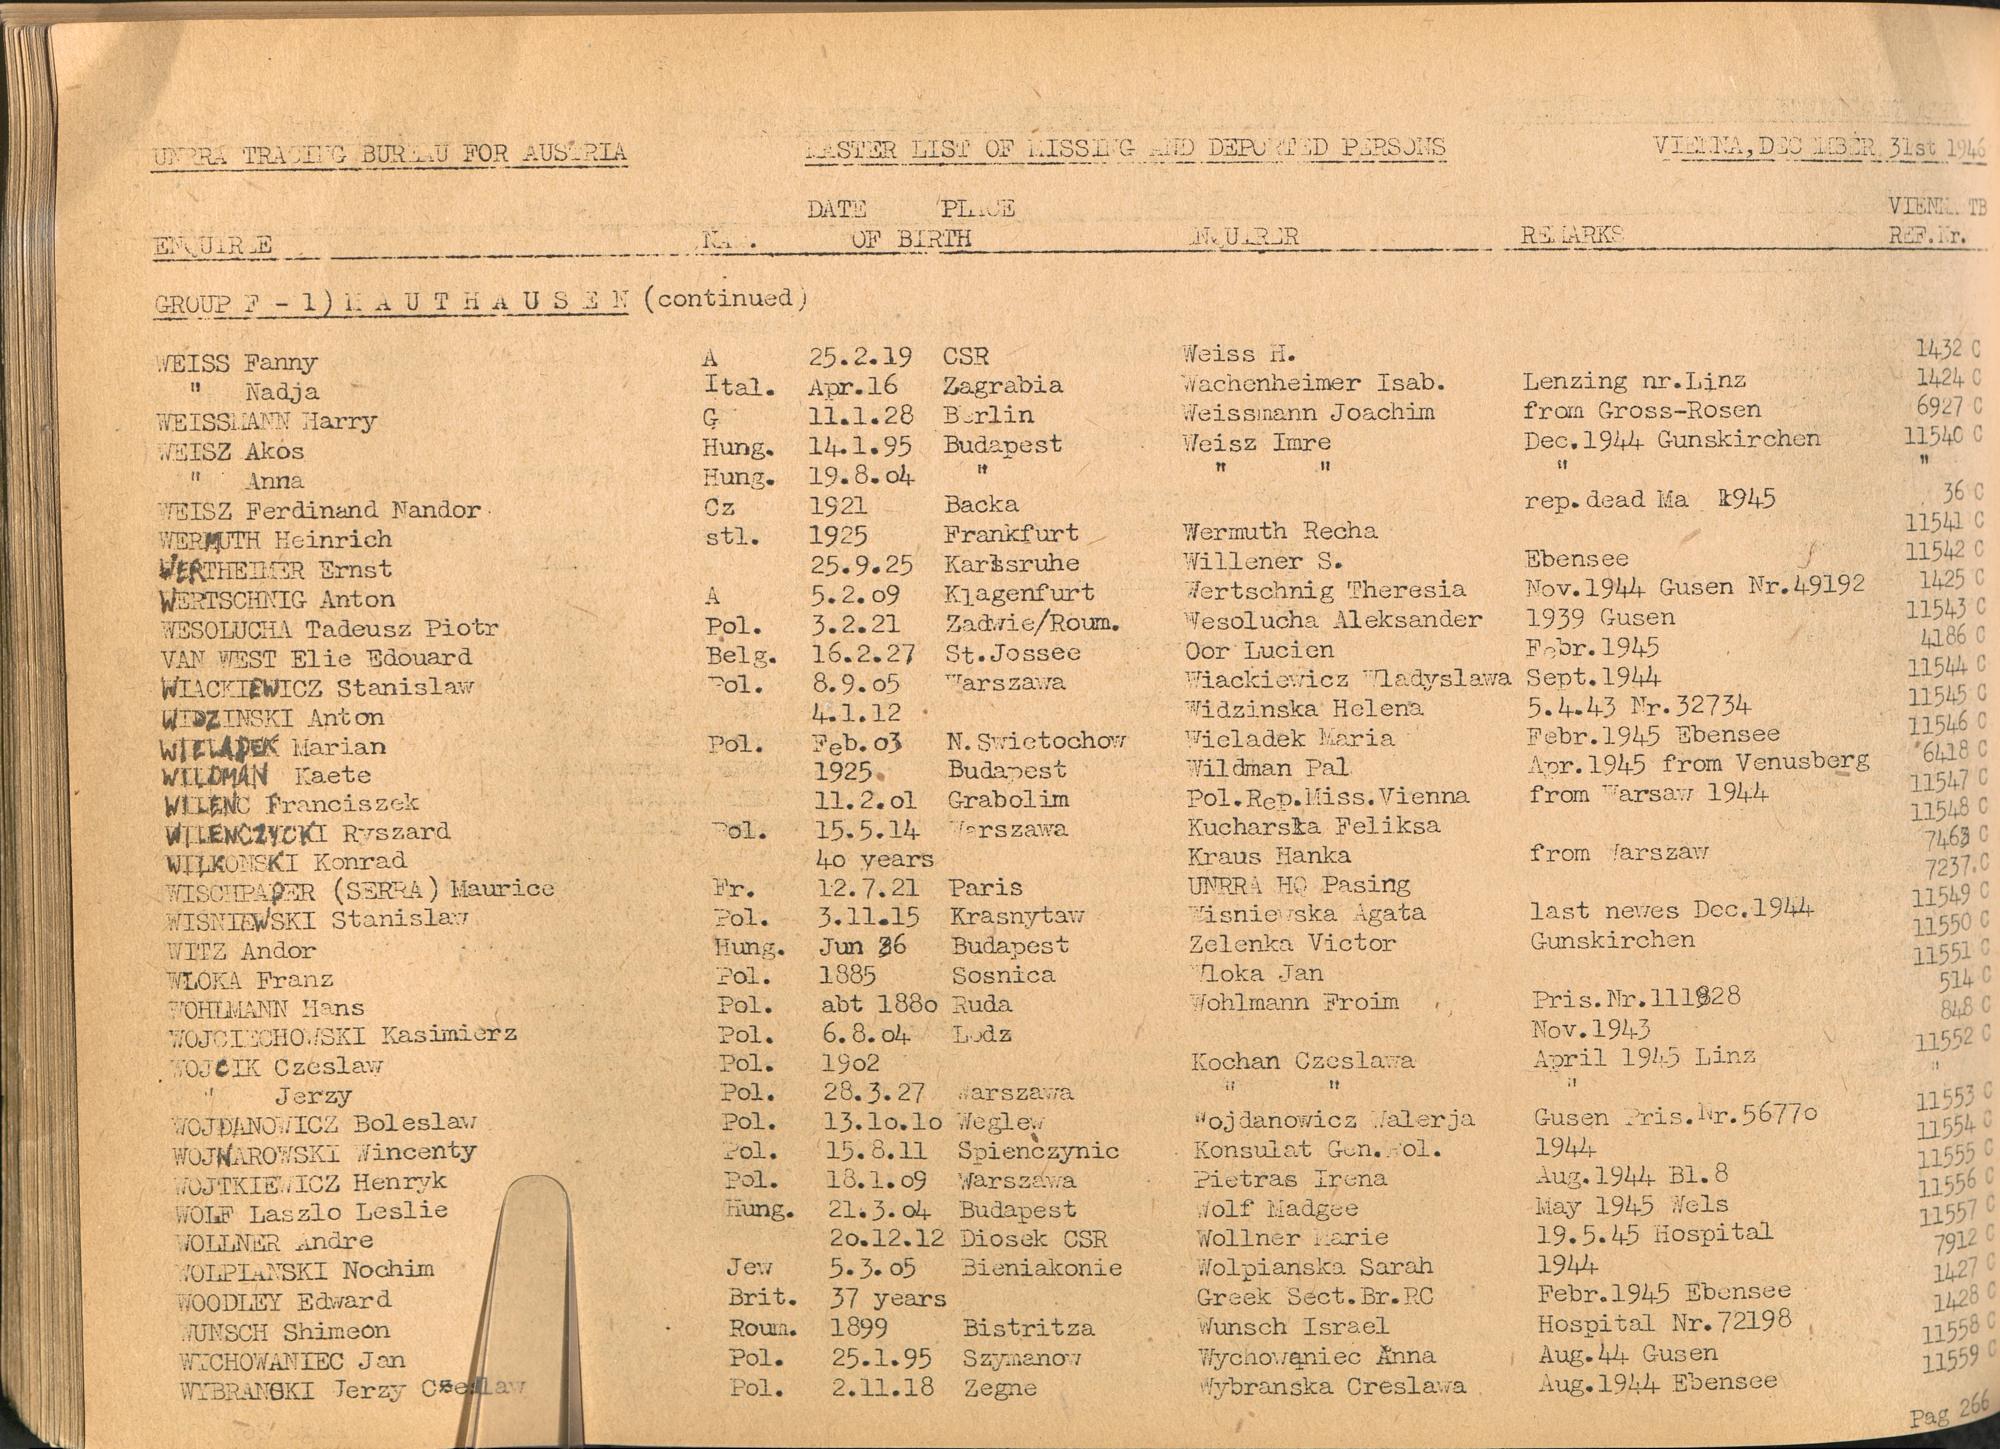 UNRRA TRACING BUREAU FOR AUSTRIA MASTER LIST OF MISSING AND DEPORTED PERSONS VIENNA, DECEMBER 31st 1946
DATE PLACE VIENN. TB
ENQUIREE NAT. OF BIRTH ENQUIRER REMARKS REF.Nr.
GROUP F - 1) M A U T H A U S E N (continued)
WEISS Fanny A 25.2.19 CSR Weiss H. 1432 C
" Nadja Ital. Apr.16 Zagrabia Wachenheimer Isab. Lenzing nr.Linz 1424 C
WEISSMANN Harry G 11.1.28 Berlin Weissmann Joachim from Gross-Rosen 6927 C
WEISZ Akos Hung. 14.1.95 Budapest Weisz Imre Dec.1944 Gunskirchen 11540 C
" Anna Hung. 19.8.04 " " " " "
WEISZ Ferdinand Nandor Cz 1921 Backa rep.dead Ma 1945 36 C
WERMUTH Heinrich stl. 1925 Frankfurt Wermuth Recha 11541 C
WERTHEIMER Ernst 25.9.25 Karlsruhe Willener S. Ebensee 11542 C
WERTSCHNIG Anton A 5.2.09 Klagenfurt Wertschnig Theresia Nov.1944 Gusen Nr.49192 1425 C
WESOLUCHA Tadeusz Piotr Pol. 3.2.21 Zadwie/Roum. Wesolucha Aleksander 1939 Gusen 11543 C
VAN WEST Elie Edouard Belg. 16.2.27 St.Jossee Oor Lucien Febr.1945 4186 C
WIACKIEWICZ Stanislaw Pol. 8.9.05 Warszawa Wiackiewicz Wladyslawa Sept.1944 11544 C
WIDZINSKI Anton 4.1.12 Widzinska Helena 5.4.43 Nr.32734 11545 C
WIELADEK Marian Pol. Feb.03 N.Swietochow Wieladek Maria Febr.1945 Ebensee 11546 C
WILDMAN Kaete 1925. Budapest Wildman Pal Apr.1945 from Venusberg 6418 C
WILENC Franciszek 11.2.01 Grabolim Pol.Rep.Miss.Vienna from Warsaw 1944 11547 C
WILENCZYCKI Ryszard Pol. 15.5.14 Warszawa Kucharska Feliksa 11548 C
WILKONSKI Konrad 40 years Kraus Hanka from Warszaw 7463 C
WISCHPADER (SERRA) Maurice Fr. 12.7.21 Paris UNRRA HQ Pasing 7237.C
WISNIEWSKI Stanislaw Pol. 3.11.15 Krasnytaw Wisniewska Agata last newes Dec.1944 11549 C
WITZ Andor Hung. Jun 36 Budapest Zelenka Victor Gunskirchen 11550 C
WLOKA Franz Pol. 1885 Sosnica Wloka Jan 11551 C
WOHLMANN Hans Pol. abt 1880 Ruda Wohlmann Froim Pris.Nr.111828 514 C
WOJCIECHOWSKI Kasimierz Pol. 6.8.04 Lodz Nov.1943 848 C
WOJCIK Czeslaw Pol. 1902 Kochan Czeslawa April 1945 Linz 11552 C
" Jerzy Pol. 28.3.27 Warszawa " " " "
WOJDANOWICZ Boleslaw Pol. 13.10.10 Weglew Wojdanowicz Walerja Gusen Pris.Nr.56770 11553 C
WOJNAROWSKI Wincenty Pol. 15.8.11 Spienczynic Konsulat Gen.Pol. 1944 11554 C
WOJTKIEWICZ Henryk Pol. 18.1.09 Warszawa Pietras Irena Aug.1944 Bl.8 11555 C
WOLF Laszlo Leslie Hung. 21.3.04 Budapest Wolf Madgee May 1945 Wels 11556 C
WOLLNER Andre 20.12.12 Diosek CSR Wollner Marie 19.5.45 Hospital 11557 C
WOLPIANSKI Nochim Jew 5.3.05 Bieniakonie Wolpianska Sarah 1944 7912 C
WOODLEY Edward Brit. 37 years Greek Sect.Br.RC Febr.1945 Ebensee 1427 C
WUNSCH Shimeon Roum. 1899 Bistritza Wunsch Israel Hospital Nr.72198 1428 C
WICHOWANIEC Jan Pol. 25.1.95 Szymanow Wychowaniec Anna Aug.44 Gusen 11558 C
WYBRANSKI Jerzy Czeslaw Pol. 2.11.18 Zegne Wybranska Creslawa Aug.1944 Ebensee 11559 C
Pag 266